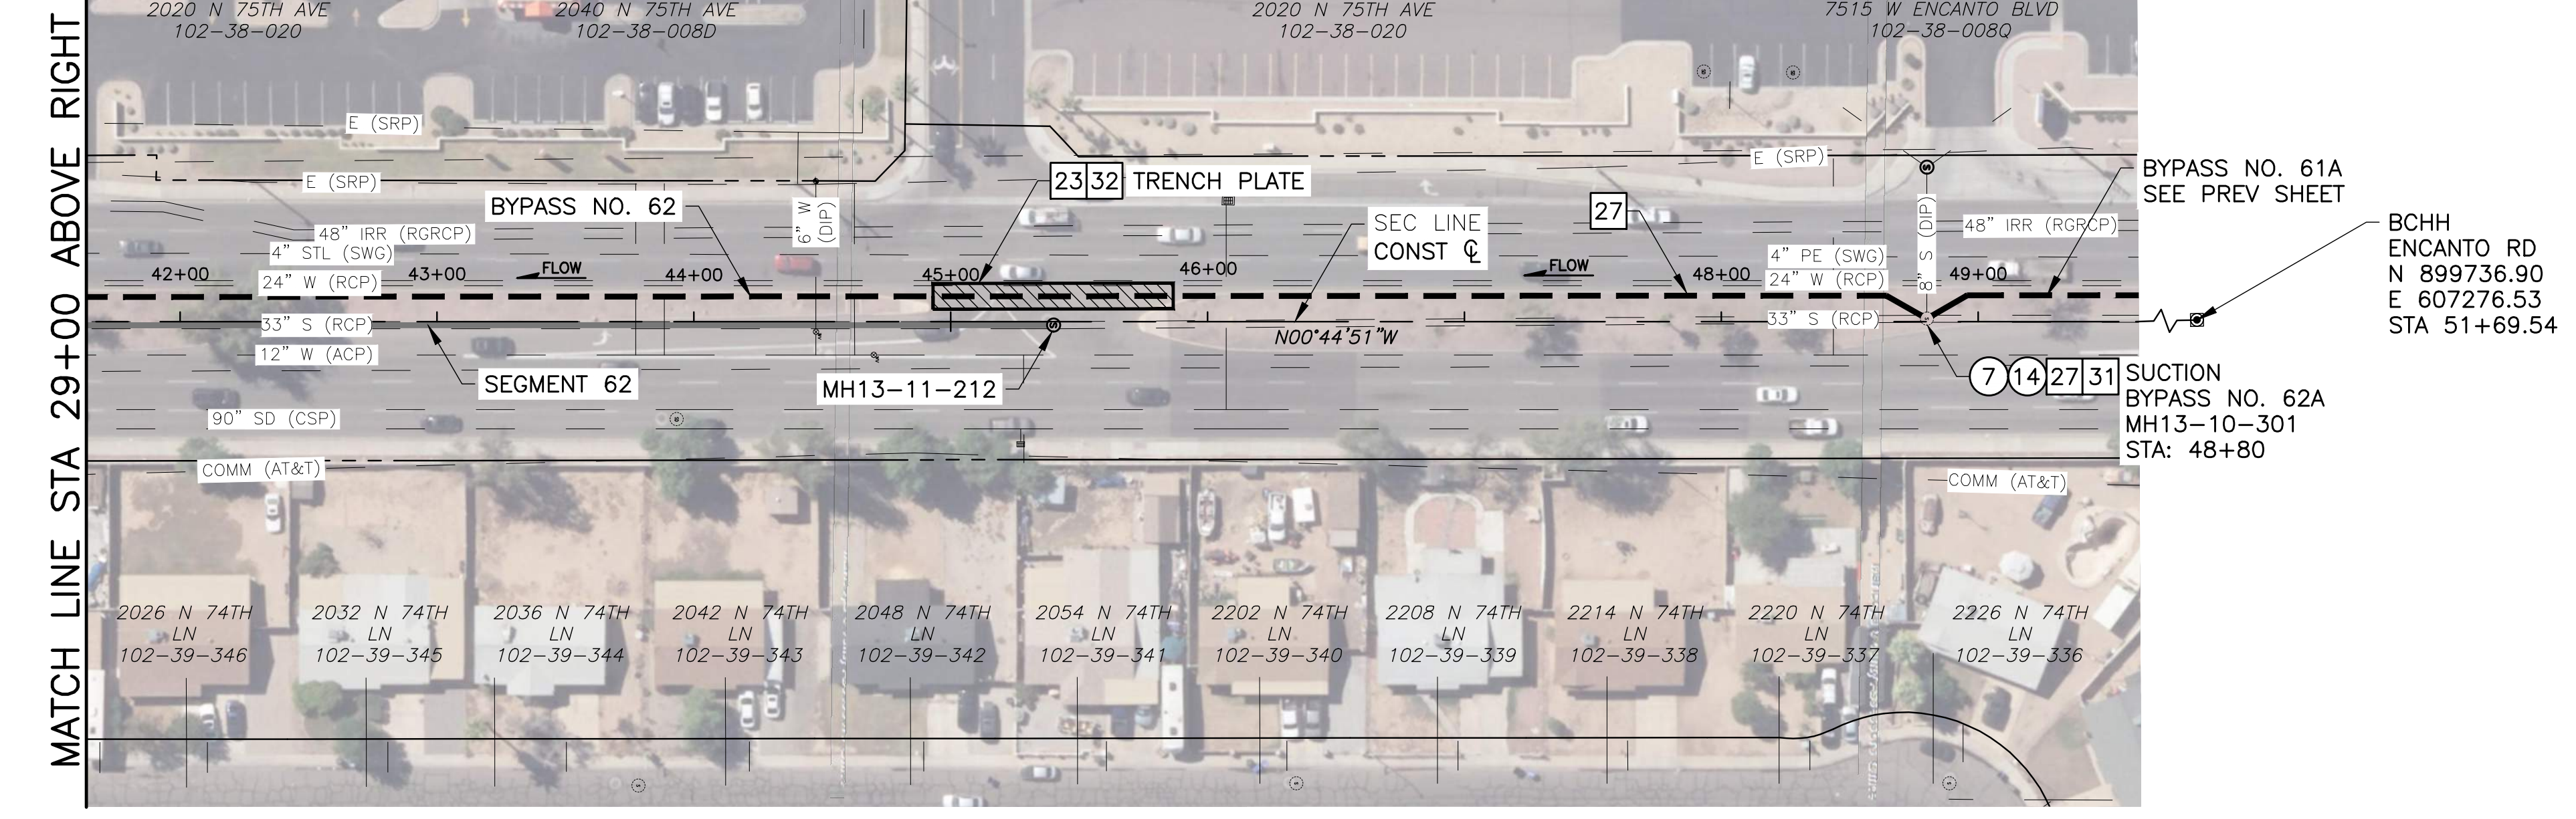 MATCH LINE STA 29+00 ABOVE RIGHT
2020 N 75TH AVE
102-38-020
2040 N 75TH AVE
102-38-008D
2020 N 75TH AVE
102-38-020
7515 W ENCANTO BLVD
102-38-008Q
E (SRP)
E (SRP)
E (SRP)
23 32 TRENCH PLATE
BYPASS NO. 62
6" W
(DIP)
27
SEC LINE
CONST ℄
8" S (DIP)
BYPASS NO. 61A
SEE PREV SHEET
BCHH
ENCANTO RD
N 899736.90
E 607276.53
STA 51+69.54
48" IRR (RGRCP)
4" STL (SWG)
24" W (RCP)
48" IRR (RGRCP)
4" PE (SWG)
24" W (RCP)
42+00
43+00
FLOW
44+00
45+00
46+00
FLOW
48+00
49+00
33" S (RCP)
12" W (ACP)
33" S (RCP)
N00°44'51"W
SEGMENT 62
MH13-11-212
7 14 27 31 SUCTION
BYPASS NO. 62A
MH13-10-301
STA: 48+80
90" SD (CSP)
COMM (AT&T)
COMM (AT&T)
2026 N 74TH
LN
102-39-346
2032 N 74TH
LN
102-39-345
2036 N 74TH
LN
102-39-344
2042 N 74TH
LN
102-39-343
2048 N 74TH
LN
102-39-342
2054 N 74TH
LN
102-39-341
2202 N 74TH
LN
102-39-340
2208 N 74TH
LN
102-39-339
2214 N 74TH
LN
102-39-338
2220 N 74TH
LN
102-39-337
2226 N 74TH
LN
102-39-336